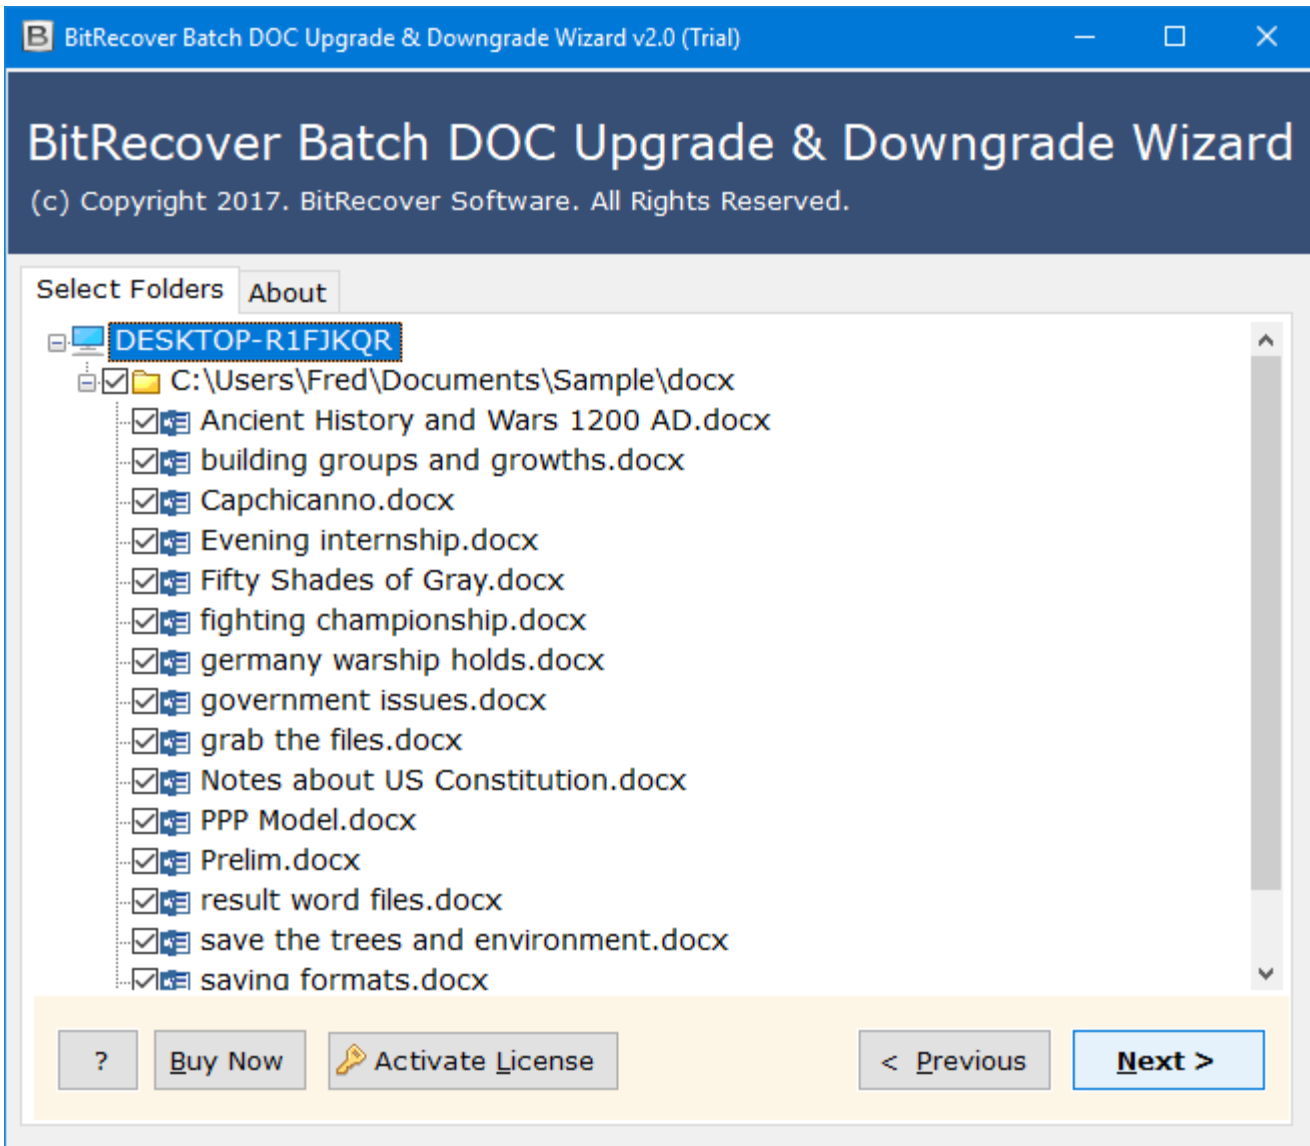 B BitRecover Batch DOC Upgrade & Downgrade Wizard v2.0 (Trial)
BitRecover Batch DOC Upgrade & Downgrade Wizard
(c) Copyright 2017. BitRecover Software. All Rights Reserved.
Select Folders About
DESKTOP-R1FJKQR
C:\Users\Fred\Documents\Sample\docx
Ancient History and Wars 1200 AD.docx
building groups and growths.docx
Capchicanno.docx
Evening internship.docx
Fifty Shades of Gray.docx
fighting championship.docx
germany warship holds.docx
government issues.docx
grab the files.docx
Notes about US Constitution.docx
PPP Model.docx
Prelim.docx
result word files.docx
save the trees and environment.docx
saving formats.docx
? Buy Now Activate License < Previous Next >